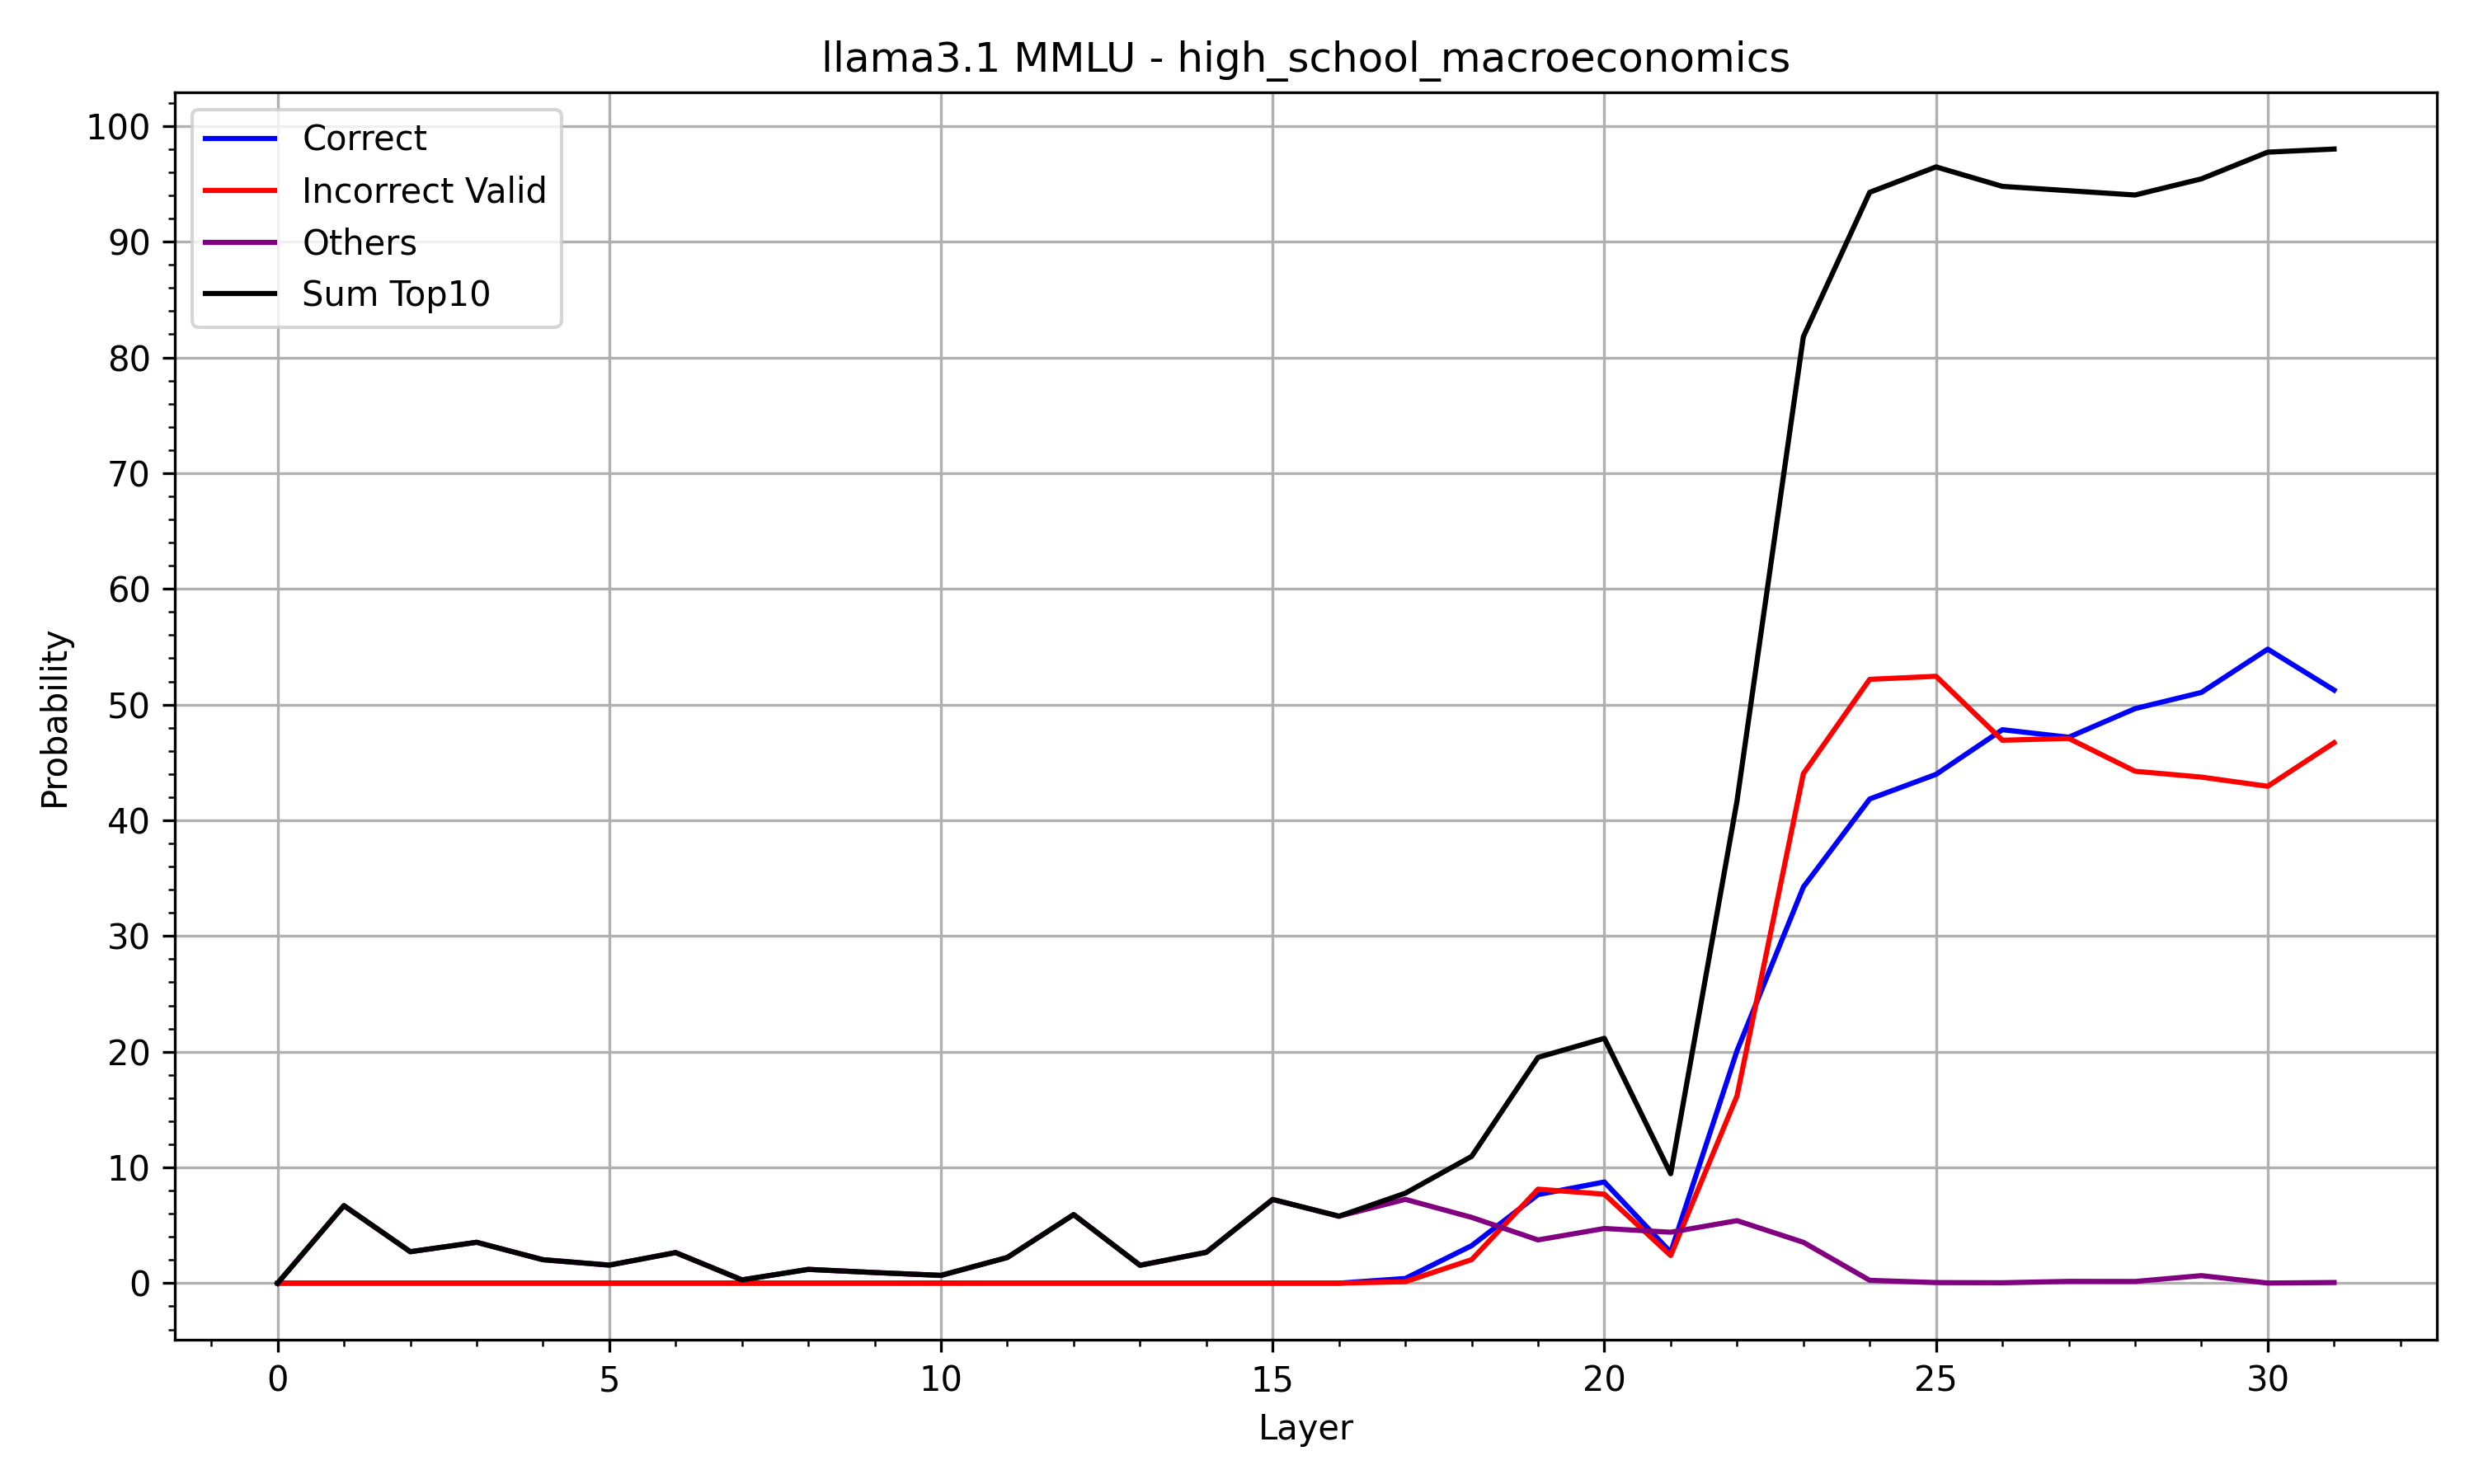 llama3.1 MMLU - high_school_macroeconomics
Correct
Incorrect Valid
Others
Sum Top10
100
90
80
70
60
50
40
30
20
10
0
Probability
0 5 10 15 20 25 30
Layer